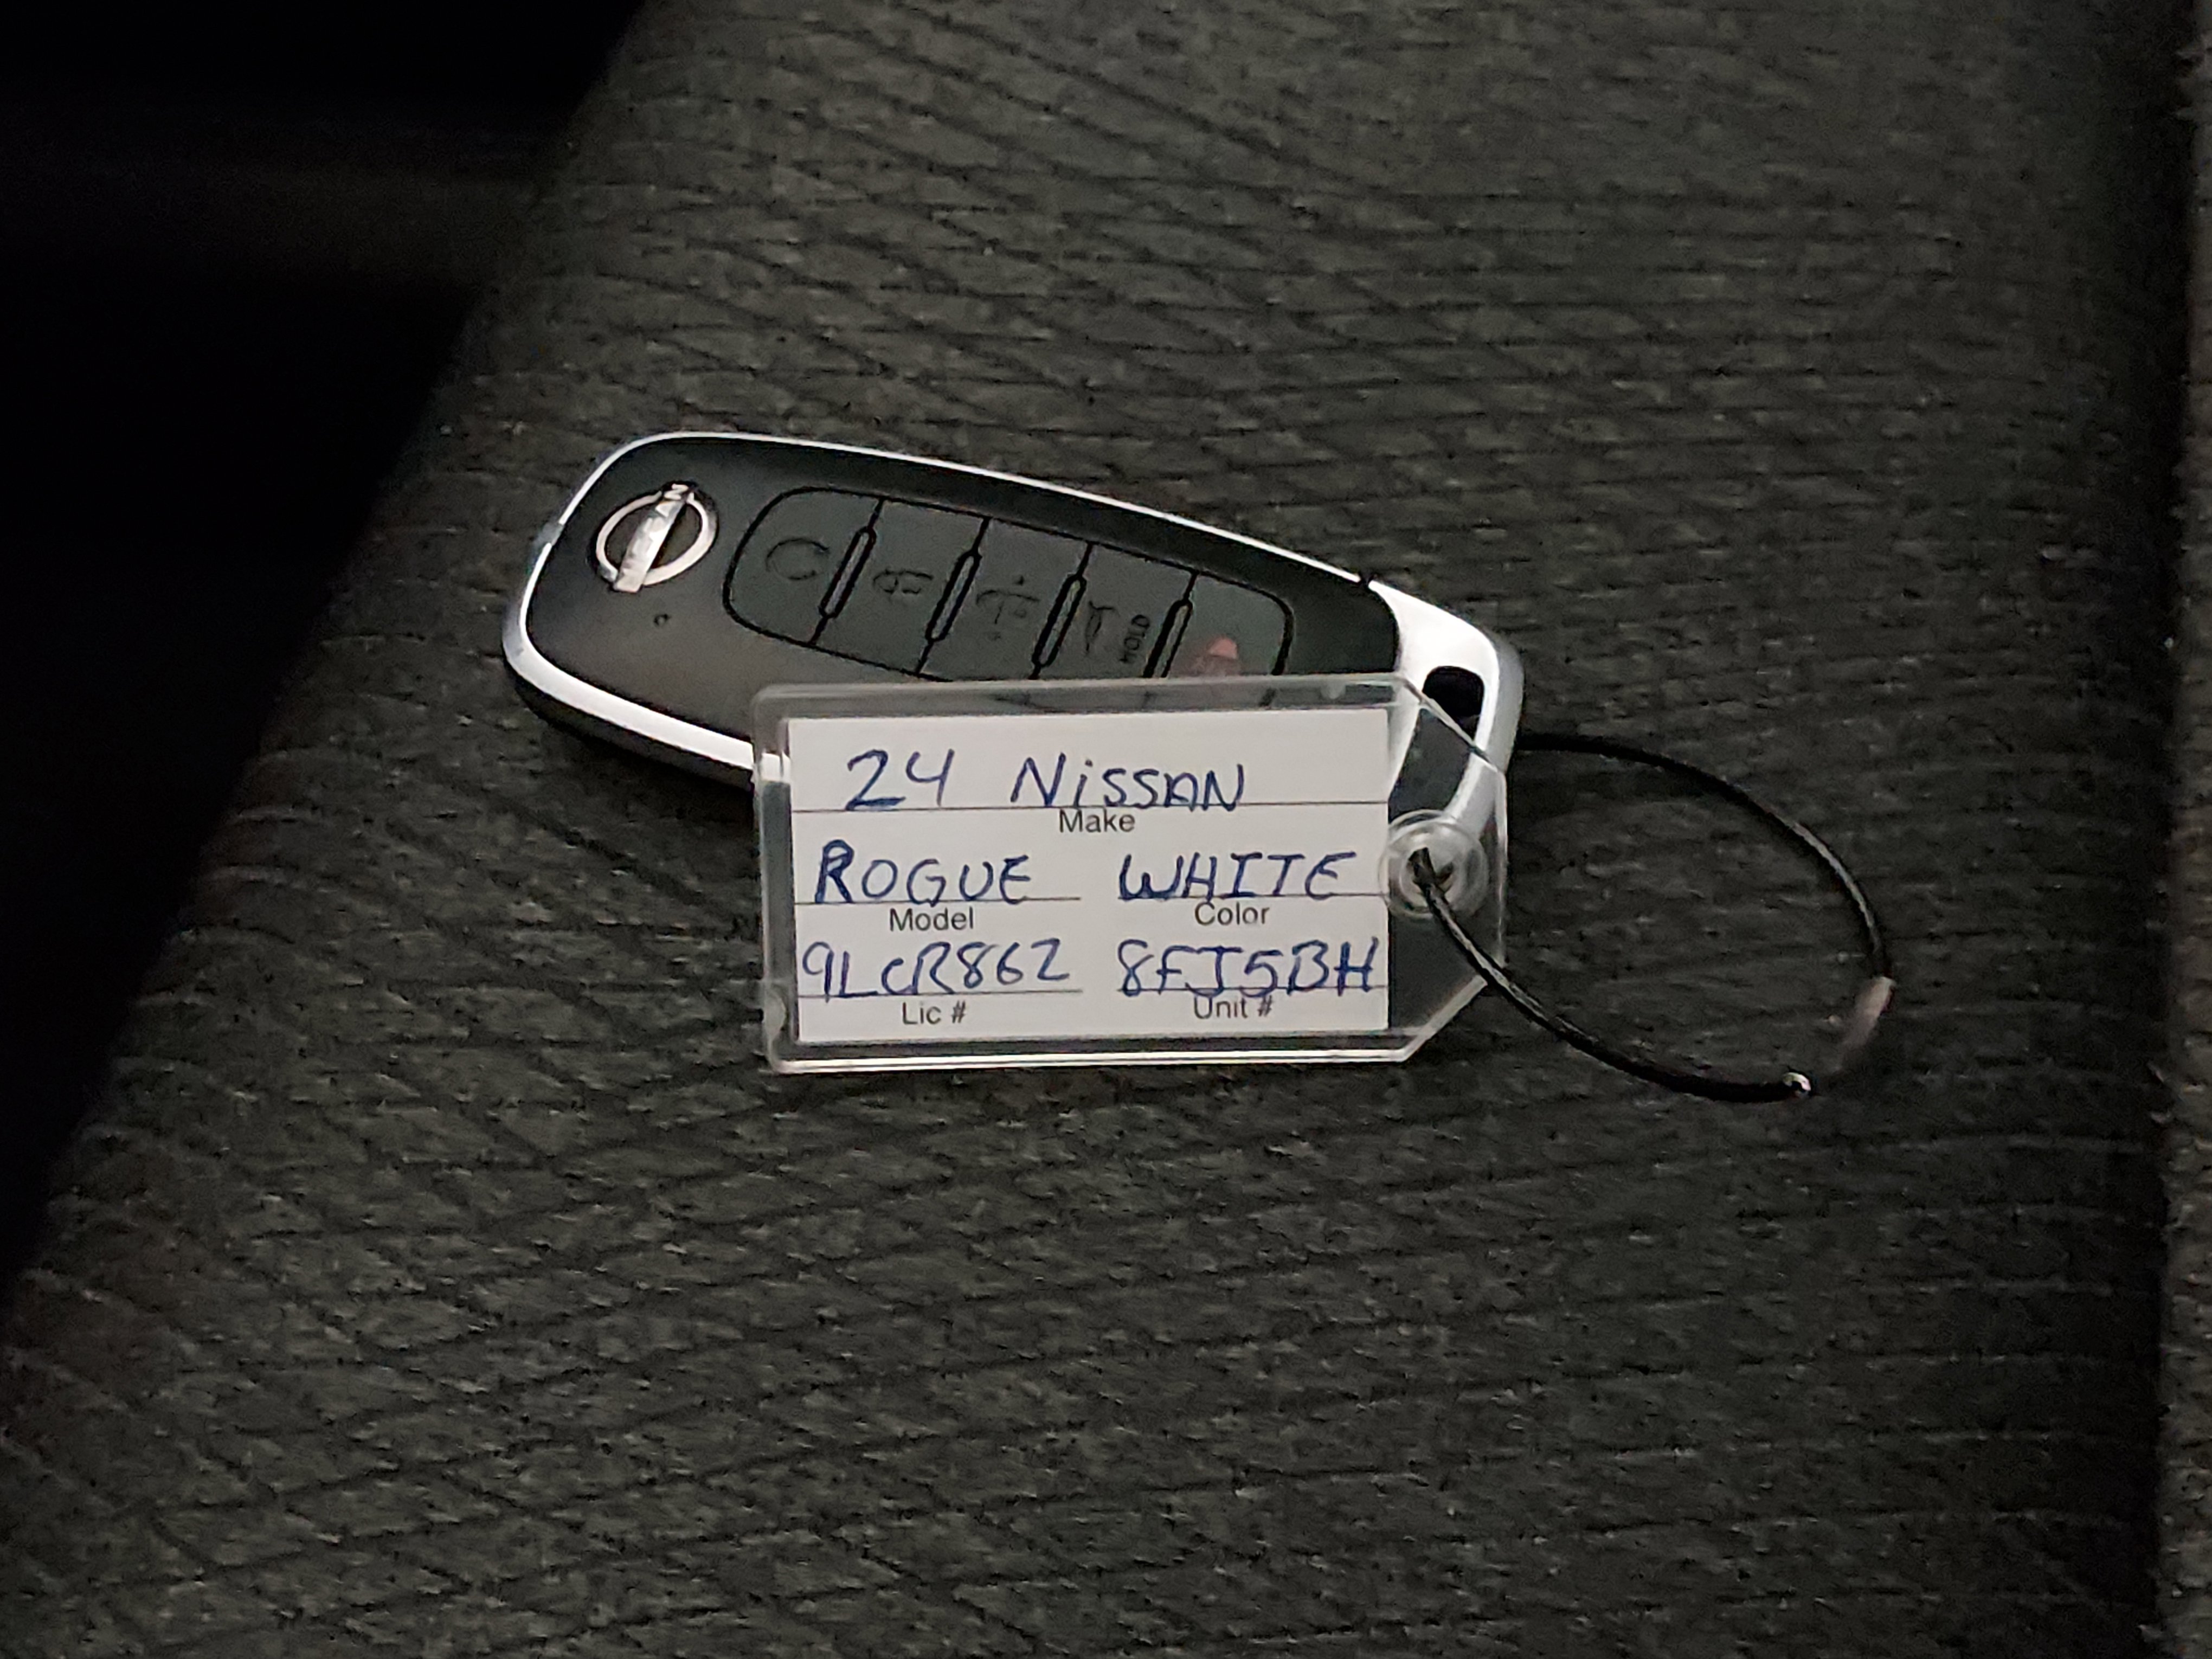 NISSAN
HOLD
24 NiSSAN
Make
ROGUE WHITE
Model Color
9LCR862 8FJ5BH
Lic # Unit #